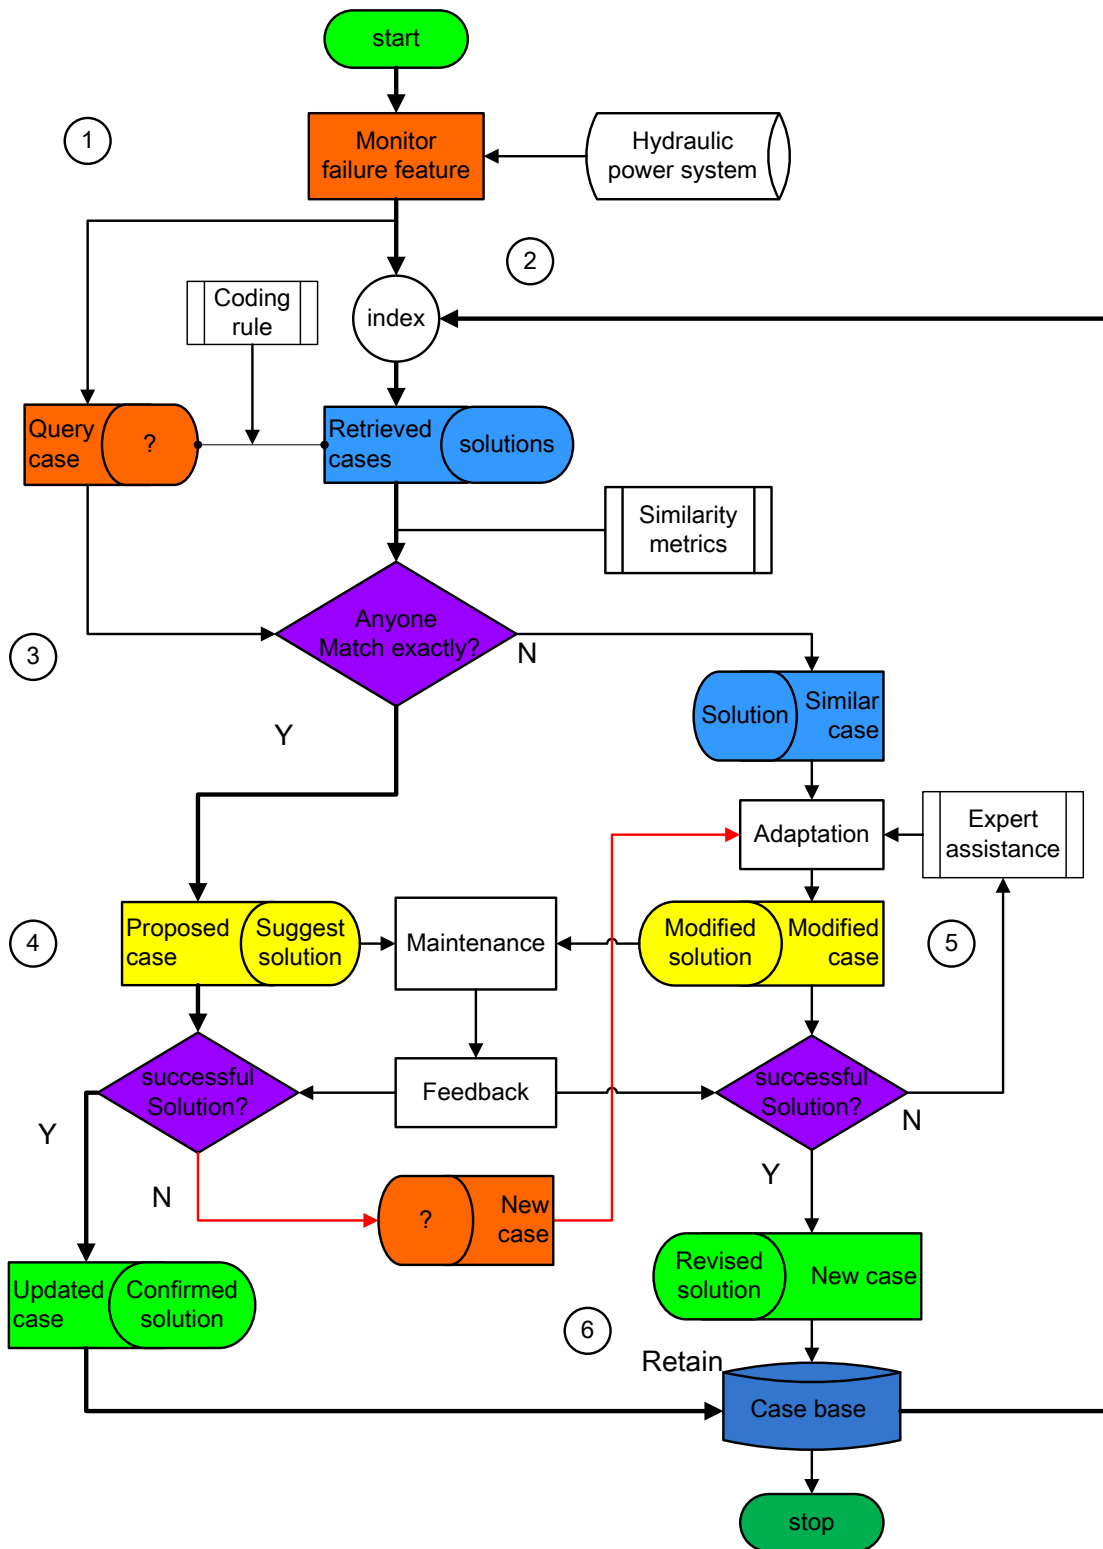 start
1
Monitor
failure feature
Hydraulic
power system
2
Coding
rule
index
Query
case
?
Retrieved
cases
solutions
Similarity
metrics
Anyone
Match exactly?
N
3
Y
Solution
Similar
case
Adaptation
Expert
assistance
4
Proposed
case
Suggest
solution
Maintenance
Modified
solution
Modified
case
5
successful
Solution?
Feedback
successful
Solution?
N
Y
Y
N
?
New
case
Updated
case
Confirmed
solution
Revised
solution
New case
6
Retain
Case base
stop